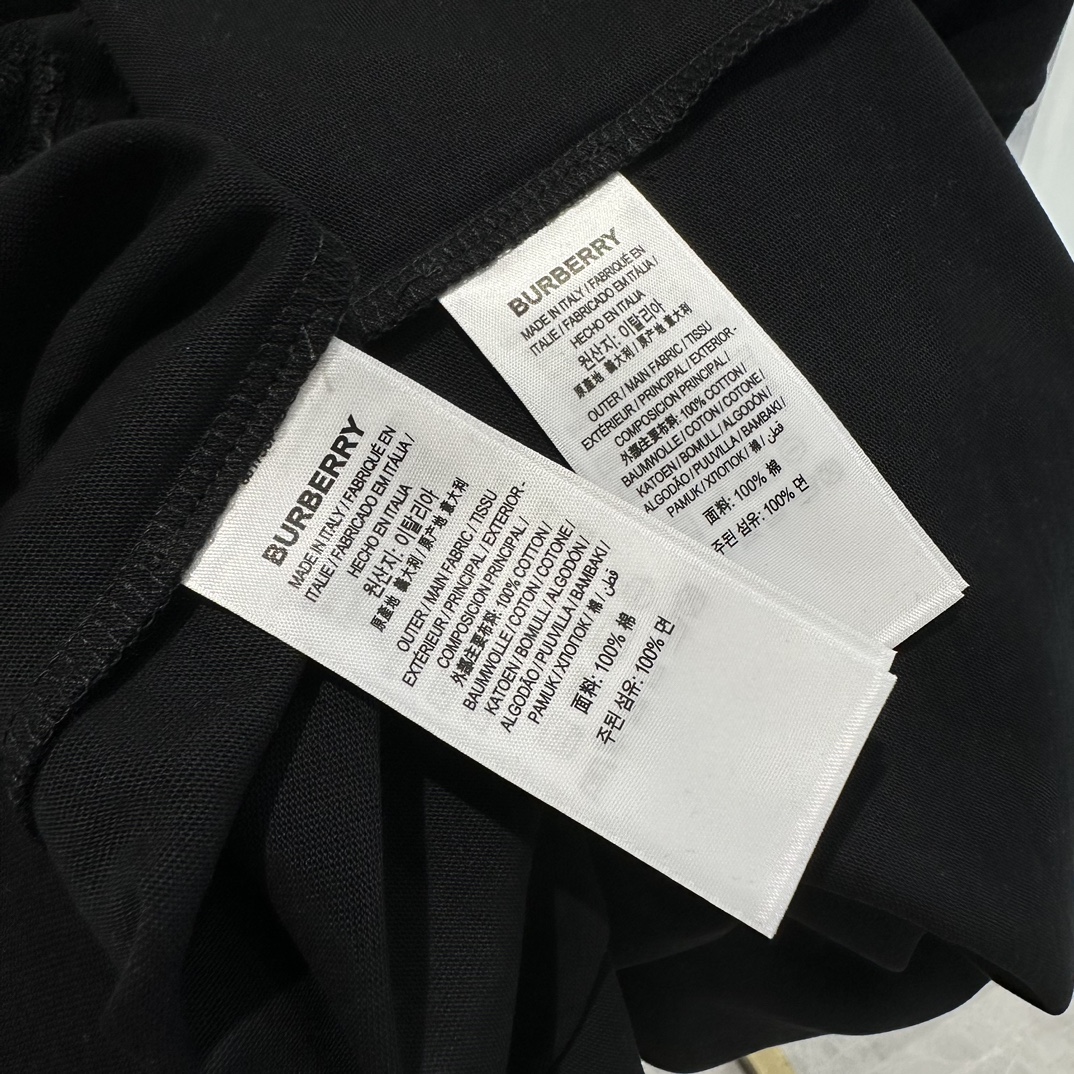 BURBERRY
MADE IN ITALY / FABRIQUÉ EN
ITALIE / FABRICADO EM ITÁLIA /
HECHO EN ITALIA
원산지: 이탈리아
原產地 義大利 / 原产地 意大利
OUTER / MAIN FABRIC / TISSU
EXTÉRIEUR / PRINCIPAL / EXTERIOR -
COMPOSICION PRINCIPAL /
外部主要布料: 100% COTTON /
BAUMWOLLE / COTON / COTONE /
KATOEN / BOMULL / ALGODÓN /
ALGODÃO / PUUVILLA / BAMBAKI /
PAMUK / ΧΛΟΠΟΚ / 棉 / قطن
面料: 100% 棉
주된 섬유: 100% 면
BURBERRY
MADE IN ITALY / FABRIQUÉ EN
ITALIE / FABRICADO EM ITÁLIA /
HECHO EN ITALIA
원산지: 이탈리아
原產地 義大利 / 原产地 意大利
OUTER / MAIN FABRIC / TISSU
EXTÉRIEUR / PRINCIPAL / EXTERIOR -
COMPOSICION PRINCIPAL /
外部主要布料: 100% COTTON /
BAUMWOLLE / COTON / COTONE /
KATOEN / BOMULL / ALGODÓN /
ALGODÃO / PUUVILLA / BAMBAKI /
PAMUK / ΧΛΟΠΟΚ / 棉 / قطن
面料: 100% 棉
주된 섬유: 100% 면